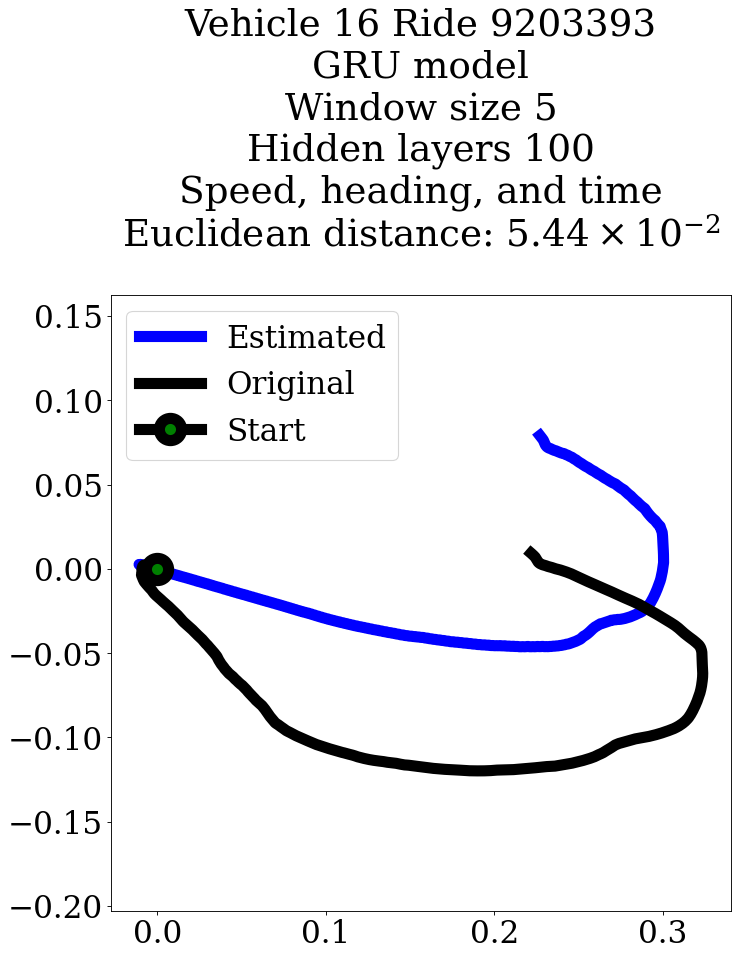 Vehicle 16 Ride 9203393
GRU model
Window size 5
Hidden layers 100
Speed, heading, and time
Euclidean distance: 5.44 × 10⁻²
Estimated
Original
Start
0.15
0.10
0.05
0.00
−0.05
−0.10
−0.15
−0.20
0.0 0.1 0.2 0.3